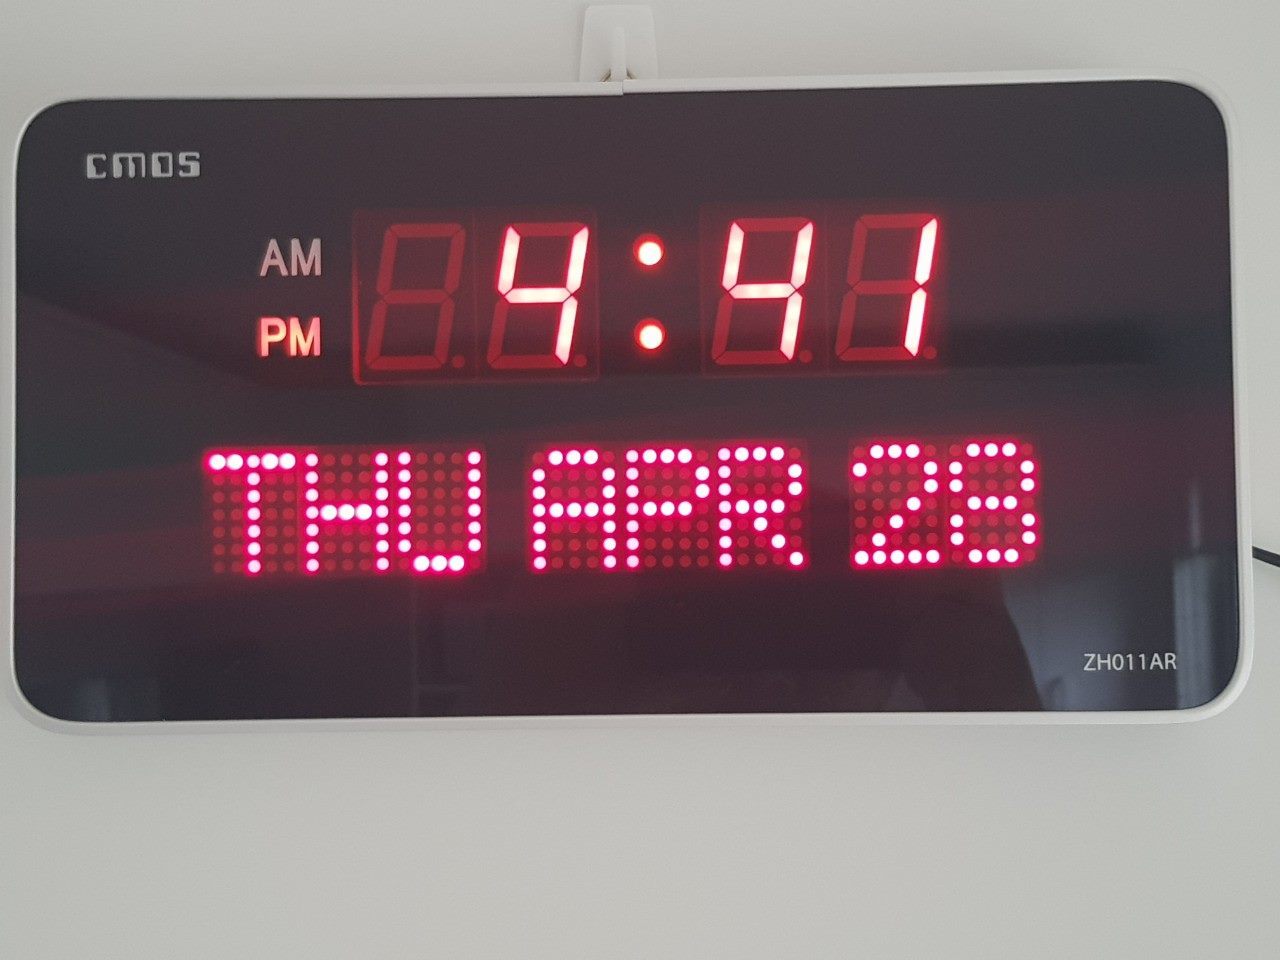 CMOS
AM
PM
4:41
THU APR 28
ZH011AR